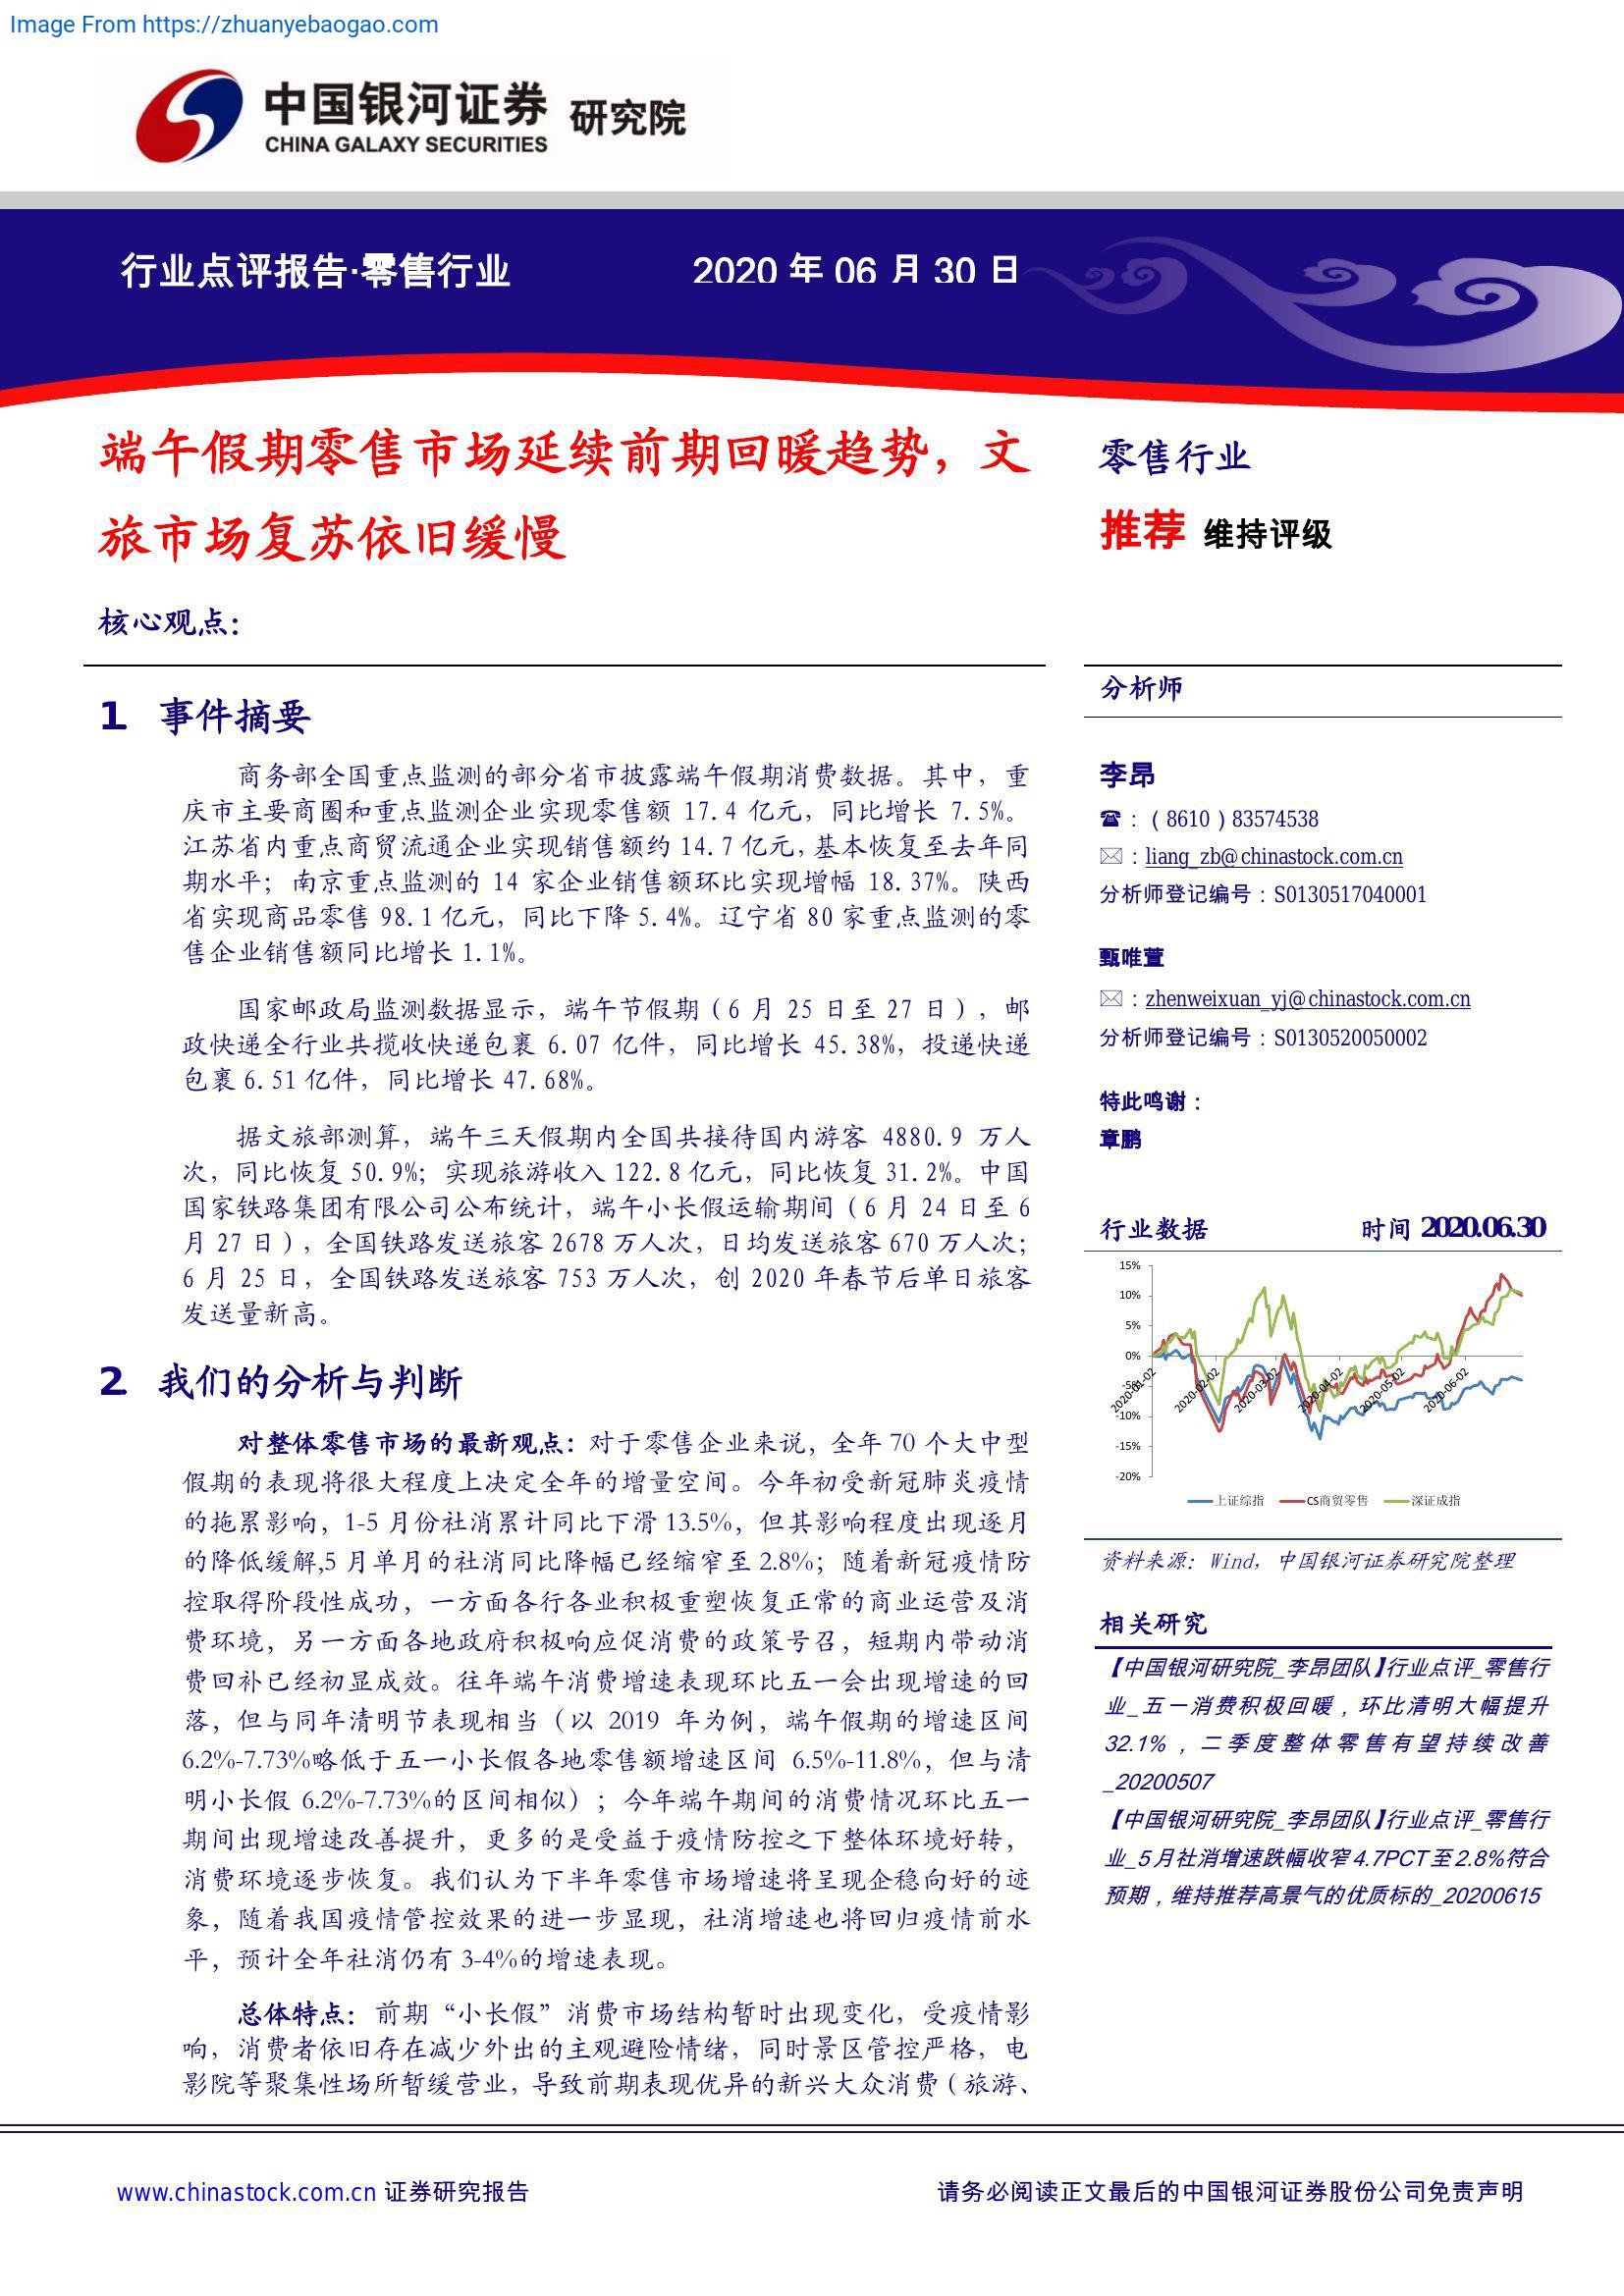 Image From https://zhuanyebaogao.com
中国银河证券 研究院
CHINA GALAXY SECURITIES
行业点评报告·零售行业 2020 年 06 月 30 日
端午假期零售市场延续前期回暖趋势，文
旅市场复苏依旧缓慢
核心观点：
1 事件摘要
商务部全国重点监测的部分省市披露端午假期消费数据。其中，重
庆市主要商圈和重点监测企业实现零售额 17.4 亿元，同比增长 7.5%。
江苏省内重点商贸流通企业实现销售额约 14.7 亿元，基本恢复至去年同
期水平；南京重点监测的 14 家企业销售额环比实现增幅 18.37%。陕西
省实现商品零售 98.1 亿元，同比下降 5.4%。辽宁省 80 家重点监测的零
售企业销售额同比增长 1.1%。
国家邮政局监测数据显示，端午节假期（6 月 25 日至 27 日），邮
政快递全行业共揽收快递包裹 6.07 亿件，同比增长 45.38%，投递快递
包裹 6.51 亿件，同比增长 47.68%。
据文旅部测算，端午三天假期内全国共接待国内游客 4880.9 万人
次，同比恢复 50.9%；实现旅游收入 122.8 亿元，同比恢复 31.2%。中国
国家铁路集团有限公司公布统计，端午小长假运输期间（6 月 24 日至 6
月 27 日），全国铁路发送旅客 2678 万人次，日均发送旅客 670 万人次；
6 月 25 日，全国铁路发送旅客 753 万人次，创 2020 年春节后单日旅客
发送量新高。
2 我们的分析与判断
对整体零售市场的最新观点：对于零售企业来说，全年 70 个大中型
假期的表现将很大程度上决定全年的增量空间。今年初受新冠肺炎疫情
的拖累影响，1-5 月份社消累计同比下滑 13.5%，但其影响程度出现逐月
的降低缓解,5 月单月的社消同比降幅已经缩窄至 2.8%；随着新冠疫情防
控取得阶段性成功，一方面各行各业积极重塑恢复正常的商业运营及消
费环境，另一方面各地政府积极响应促消费的政策号召，短期内带动消
费回补已经初显成效。往年端午消费增速表现环比五一会出现增速的回
落，但与同年清明节表现相当（以 2019 年为例，端午假期的增速区间
6.2%-7.73%略低于五一小长假各地零售额增速区间 6.5%-11.8%，但与清
明小长假 6.2%-7.73%的区间相似）；今年端午期间的消费情况环比五一
期间出现增速改善提升，更多的是受益于疫情防控之下整体环境好转，
消费环境逐步恢复。我们认为下半年零售市场增速将呈现企稳向好的迹
象，随着我国疫情管控效果的进一步显现，社消增速也将回归疫情前水
平，预计全年社消仍有 3-4%的增速表现。
总体特点：前期“小长假”消费市场结构暂时出现变化，受疫情影
响，消费者依旧存在减少外出的主观避险情绪，同时景区管控严格，电
影院等聚集性场所暂缓营业，导致前期表现优异的新兴大众消费（旅游、
零售行业
推荐 维持评级
分析师
李昂
☎：（8610）83574538
✉：liang_zb@chinastock.com.cn
分析师登记编号：S0130517040001
甄唯萱
✉：zhenweixuan_yj@chinastock.com.cn
分析师登记编号：S0130520050002
特此鸣谢：
章鹏
行业数据 时间 2020.06.30
15%
10%
5%
0%
-5%
-10%
-15%
-20%
2020-01-02 2020-02-02 2020-03-02 2020-04-02 2020-05-02 2020-06-02
上证综指 CS商贸零售 深证成指
资料来源：Wind，中国银河证券研究院整理
相关研究
【中国银河研究院_李昂团队】行业点评_零售行
业_五一消费积极回暖，环比清明大幅提升
32.1%，二季度整体零售有望持续改善
_20200507
【中国银河研究院_李昂团队】行业点评_零售行
业_5月社消增速跌幅收窄4.7PCT至2.8%符合
预期，维持推荐高景气的优质标的_20200615
www.chinastock.com.cn 证券研究报告 请务必阅读正文最后的中国银河证券股份公司免责声明